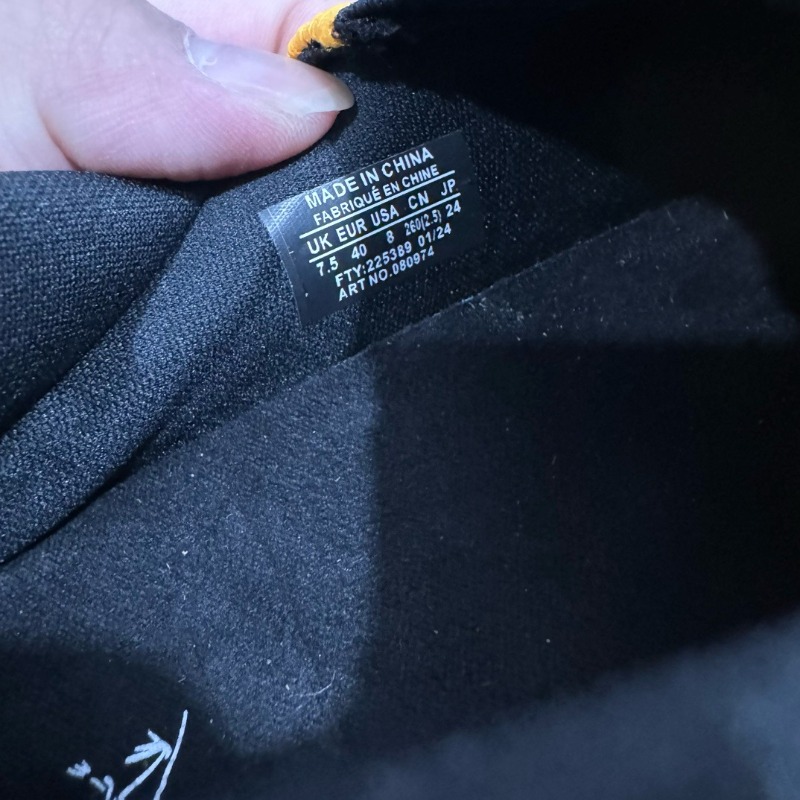 MADE IN CHINA
FABRIQUÉ EN CHINE
UK EUR USA CN JP
7.5 40 8 260(2.5) 24
FTY:225389 01/24
ART NO.080974